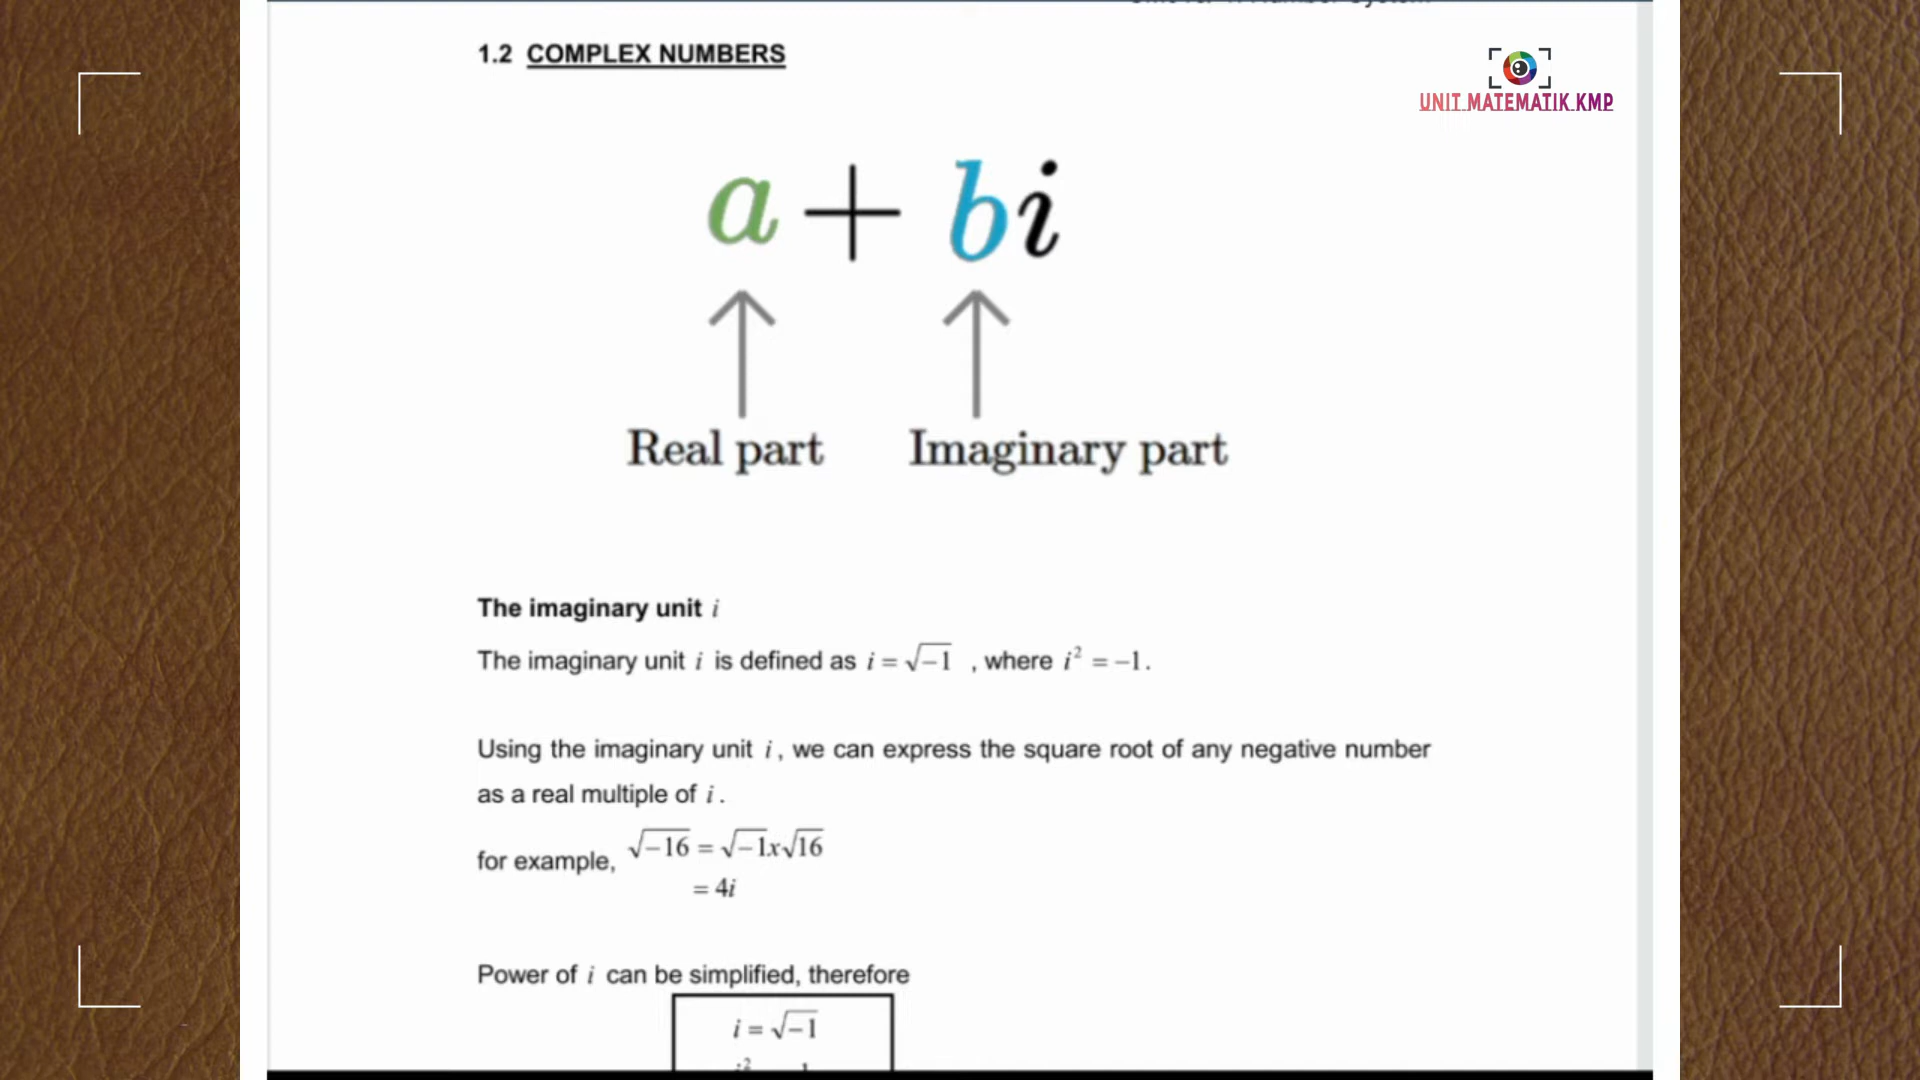 1.2 COMPLEX NUMBERS
UNIT MATEMATIK KMP
a + bi
Real part Imaginary part
The imaginary unit i
The imaginary unit i is defined as i = √-1 , where i² = -1.
Using the imaginary unit i, we can express the square root of any negative number
as a real multiple of i.
for example, √-16 = √-1x√16
= 4i
Power of i can be simplified, therefore
i = √-1